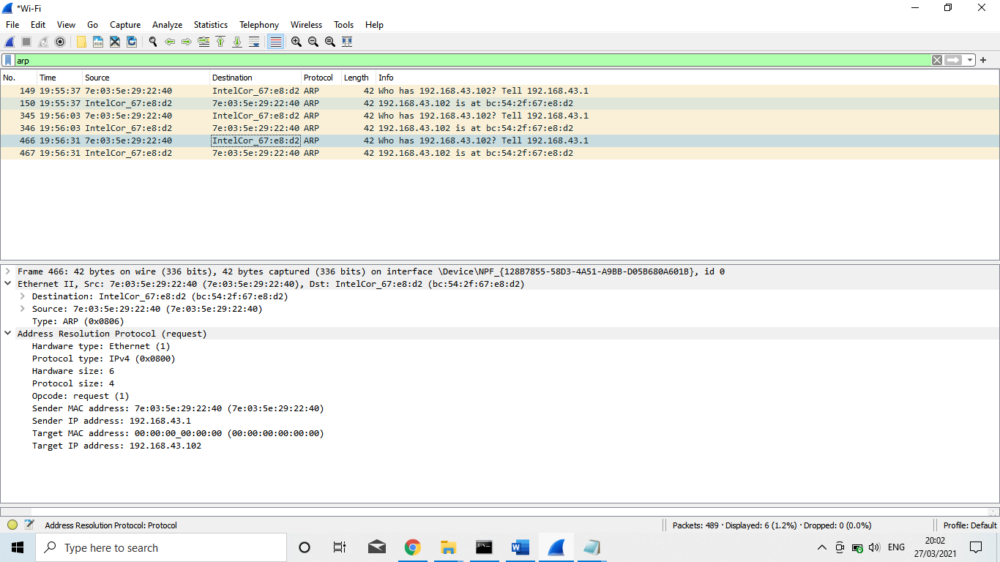 *Wi-Fi
File Edit View Go Capture Analyze Statistics Telephony Wireless Tools Help
arp
No. Time Source Destination Protocol Length Info
149 19:55:37 7e:03:5e:29:22:40 IntelCor_67:e8:d2 ARP 42 Who has 192.168.43.102? Tell 192.168.43.1
150 19:55:37 IntelCor_67:e8:d2 7e:03:5e:29:22:40 ARP 42 192.168.43.102 is at bc:54:2f:67:e8:d2
345 19:56:03 7e:03:5e:29:22:40 IntelCor_67:e8:d2 ARP 42 Who has 192.168.43.102? Tell 192.168.43.1
346 19:56:03 IntelCor_67:e8:d2 7e:03:5e:29:22:40 ARP 42 192.168.43.102 is at bc:54:2f:67:e8:d2
466 19:56:31 7e:03:5e:29:22:40 IntelCor_67:e8:d2 ARP 42 Who has 192.168.43.102? Tell 192.168.43.1
467 19:56:31 IntelCor_67:e8:d2 7e:03:5e:29:22:40 ARP 42 192.168.43.102 is at bc:54:2f:67:e8:d2
Frame 466: 42 bytes on wire (336 bits), 42 bytes captured (336 bits) on interface \Device\NPF_{128B7855-58D3-4A51-A9BB-D05B680A601B}, id 0
Ethernet II, Src: 7e:03:5e:29:22:40 (7e:03:5e:29:22:40), Dst: IntelCor_67:e8:d2 (bc:54:2f:67:e8:d2)
Destination: IntelCor_67:e8:d2 (bc:54:2f:67:e8:d2)
Source: 7e:03:5e:29:22:40 (7e:03:5e:29:22:40)
Type: ARP (0x0806)
Address Resolution Protocol (request)
Hardware type: Ethernet (1)
Protocol type: IPv4 (0x0800)
Hardware size: 6
Protocol size: 4
Opcode: request (1)
Sender MAC address: 7e:03:5e:29:22:40 (7e:03:5e:29:22:40)
Sender IP address: 192.168.43.1
Target MAC address: 00:00:00_00:00:00 (00:00:00:00:00:00)
Target IP address: 192.168.43.102
Address Resolution Protocol: Protocol Packets: 489 · Displayed: 6 (1.2%) · Dropped: 0 (0.0%) Profile: Default
Type here to search ENG 20:02
27/03/2021